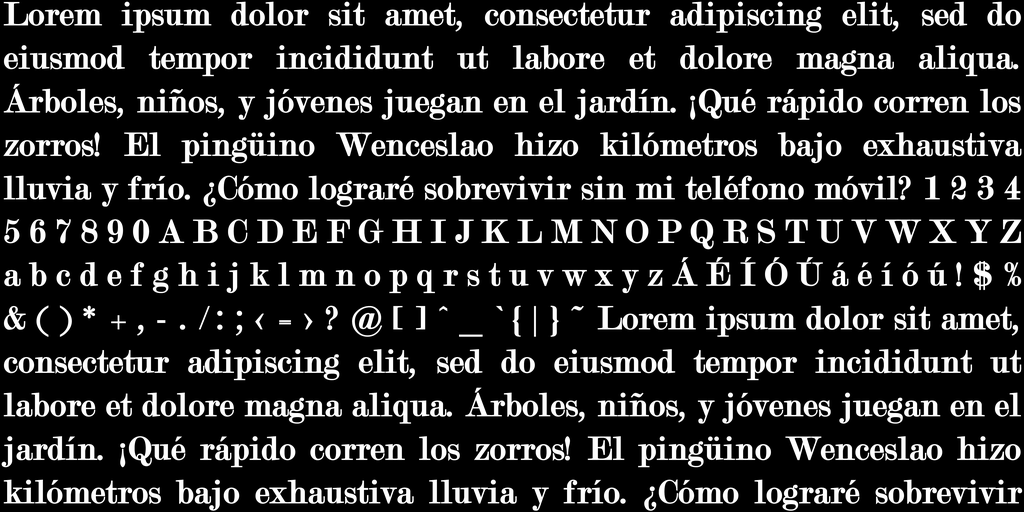 Lorem ipsum dolor sit amet, consectetur adipiscing elit, sed do
eiusmod tempor incididunt ut labore et dolore magna aliqua.
Árboles, niños, y jóvenes juegan en el jardín. ¡Qué rápido corren los
zorros! El pingüino Wenceslao hizo kilómetros bajo exhaustiva
lluvia y frío. ¿Cómo lograré sobrevivir sin mi teléfono móvil? 1 2 3 4
5 6 7 8 9 0 A B C D E F G H I J K L M N O P Q R S T U V W X Y Z
a b c d e f g h i j k l m n o p q r s t u v w x y z Á É Í Ó Ú á é í ó ú ! $ %
& ( ) * + , - . / : ; ‹ = › ? @ [ ] ^ _ ` { | } ~ Lorem ipsum dolor sit amet,
consectetur adipiscing elit, sed do eiusmod tempor incididunt ut
labore et dolore magna aliqua. Árboles, niños, y jóvenes juegan en el
jardín. ¡Qué rápido corren los zorros! El pingüino Wenceslao hizo
kilómetros bajo exhaustiva lluvia y frío. ¿Cómo lograré sobrevivir